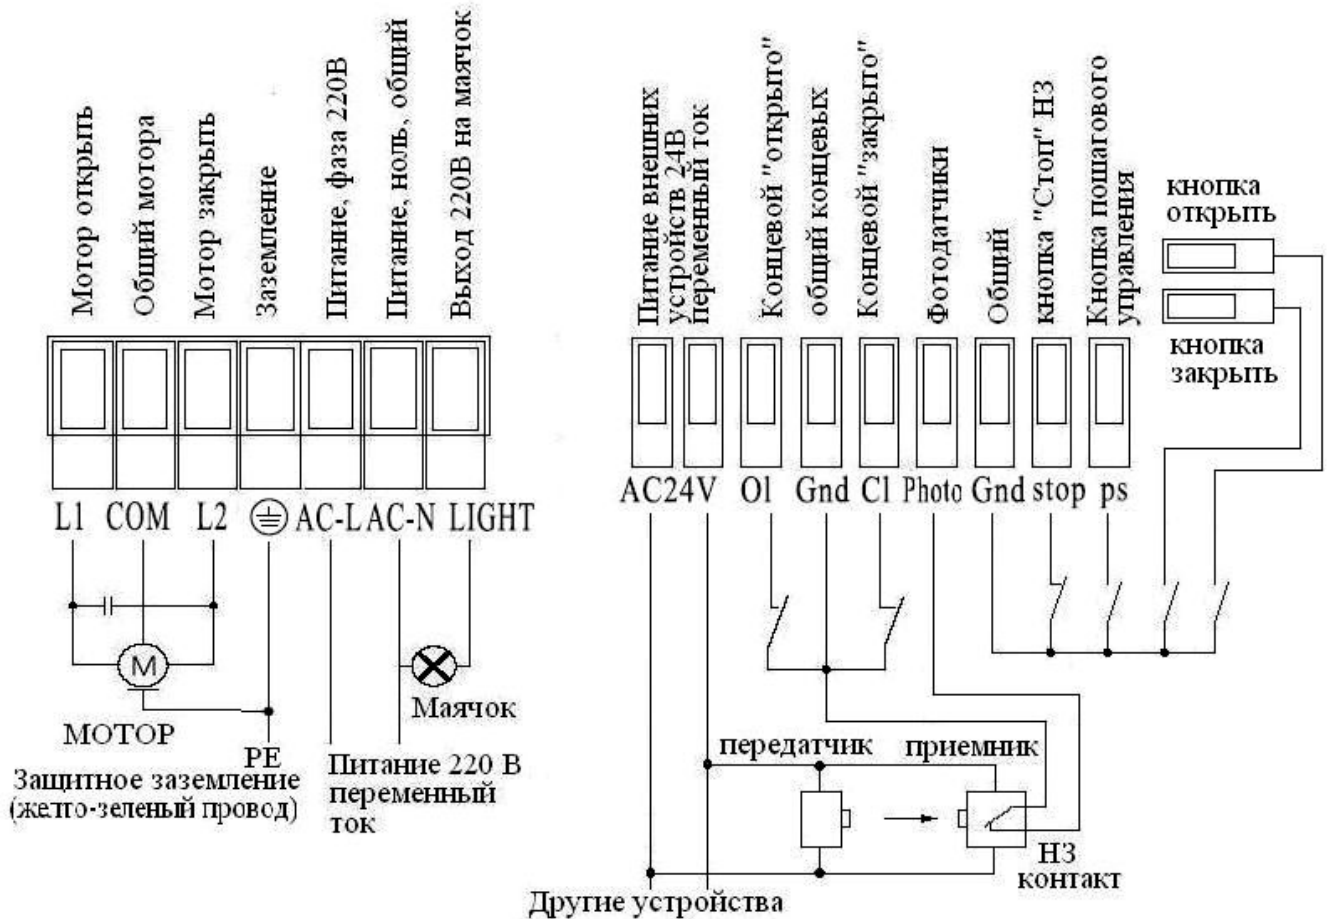 Мотор открыть
Общий мотора
Мотор закрыть
Заземление
Питание, фаза 220В
Питание, ноль, общий
Выход 220В на маячок
L1 COM L2 AC-L AC-N LIGHT
M
МОТОР
Маячок
PE
Защитное заземление
(желто-зеленый провод)
Питание 220 В
переменный
ток
Питание внешних
устройств 24В
переменный ток
Концевой "открыто"
общий концевых
Концевой "закрыто"
Фотодатчики
Общий
кнопка "Стоп" НЗ
Кнопка пошагового
управления
кнопка
открыть
кнопка
закрыть
AC24V Ol Gnd Cl Photo Gnd stop ps
передатчик приемник
НЗ
контакт
Другие устройства